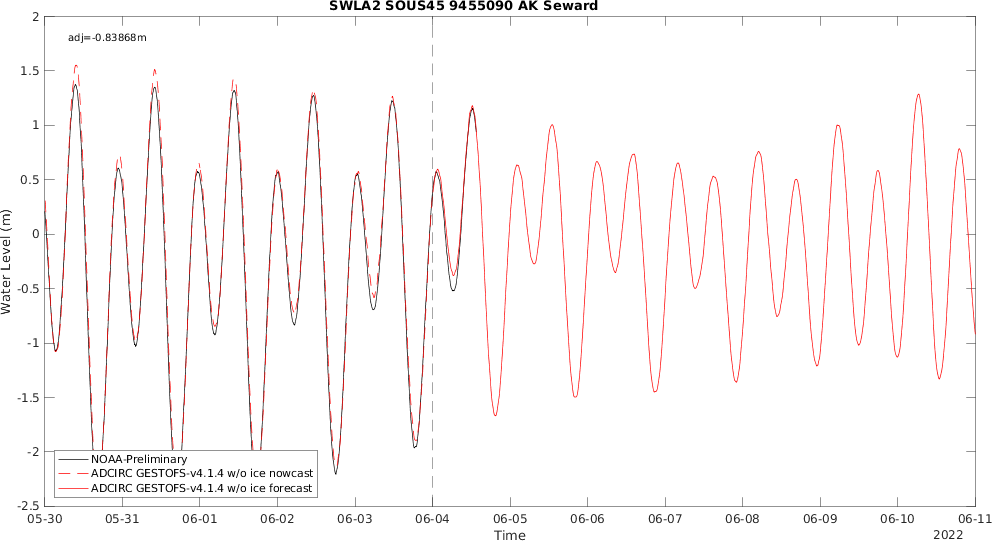 SWLA2 SOUS45 9455090 AK Seward
adj=-0.83868m
2
1.5
1
0.5
0
-0.5
-1
-1.5
-2
-2.5
Water Level (m)
NOAA-Preliminary
ADCIRC GESTOFS-v4.1.4 w/o ice nowcast
ADCIRC GESTOFS-v4.1.4 w/o ice forecast
05-30 05-31 06-01 06-02 06-03 06-04 06-05 06-06 06-07 06-08 06-09 06-10 06-11
Time
2022